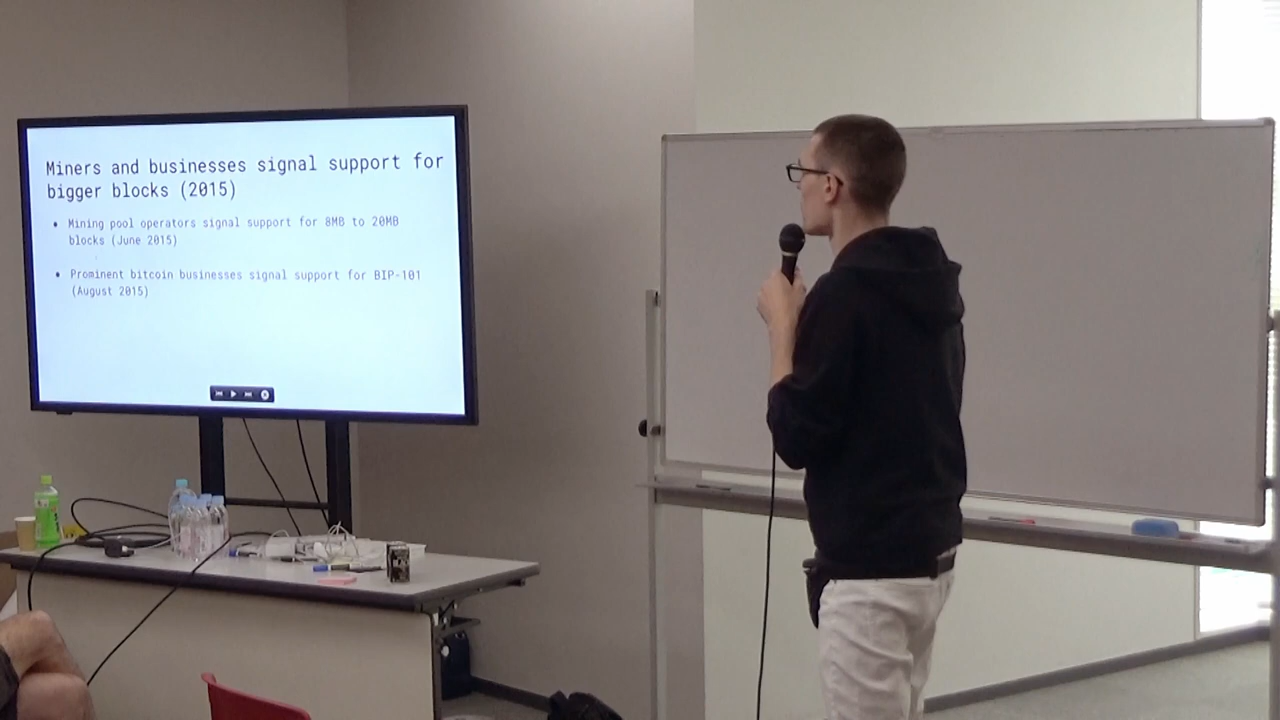 Miners and businesses signal support for
bigger blocks (2015)
• Mining pool operators signal support for 8MB to 20MB
blocks (June 2015)
• Prominent bitcoin businesses signal support for BIP-101
(August 2015)